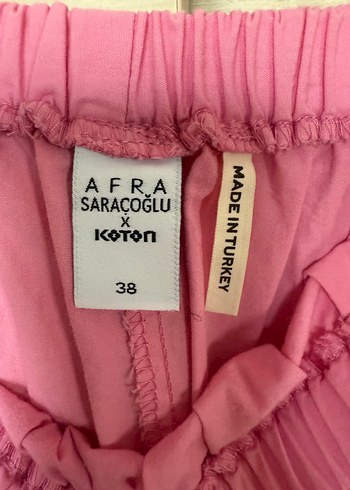 AFRA
SARAÇOĞLU
X
KOTON
38
MADE IN TURKEY